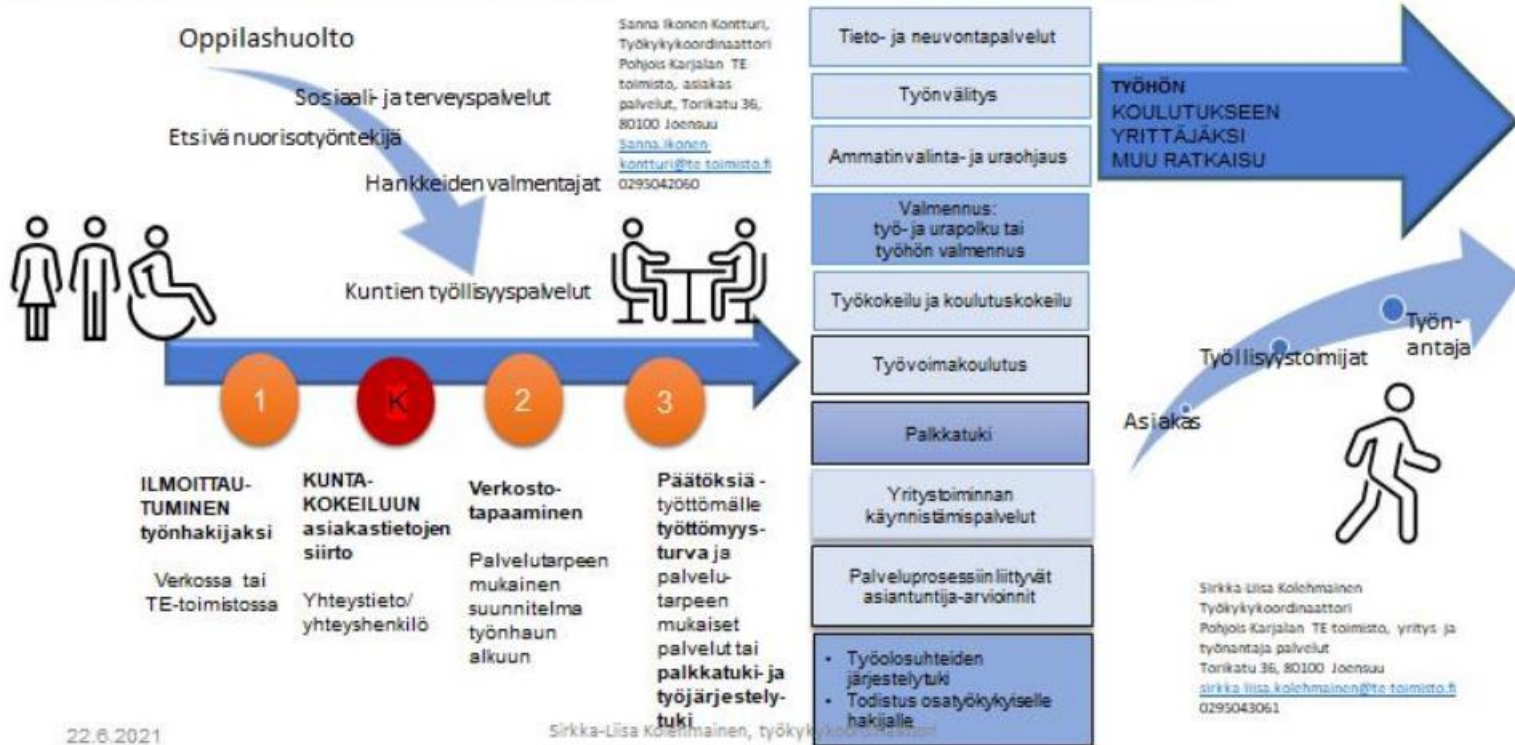 Oppilashuolto
Sosiaali- ja terveyspalvelut
Etsivä nuorisotyöntekijä
Hankkeiden valmentajat
Kuntien työllisyyspalvelut
Sanna Ikonen Kontturi,
Työkykykoordinaattori
Pohjois Karjalan TE
toimisto, asiakas
palvelut, Torikatu 36,
80100 Joensuu
Sanna.ikonen-
kontturi@te toimisto.fi
0295042060
1
K
2
3
ILMOITTAU-
TUMINEN
työnhakijaksi
Verkossa tai
TE-toimistossa
KUNTA-
KOKEILUUN
asiakastietojen
siirto
Yhteystieto/
yhteyshenkilö
Verkosto-
tapaaminen
Palvelutarpeen
mukainen
suunnitelma
työnhaun
alkuun
Päätöksiä -
työttömälle
työttömyys-
turva ja
palvelu-
tarpeen
mukaiset
palvelut tai
palkkatuki- ja
työjärjestely-
tuki
Tieto- ja neuvontapalvelut
Työnvälitys
Ammatinvalinta- ja uraohjaus
Valmennus:
työ- ja urapolku tai
työhön valmennus
Työkokeilu ja koulutuskokeilu
Työvoimakoulutus
Palkkatuki
Yritystoiminnan
käynnistämispalvelut
Palveluprosessiin liittyvät
asiantuntija-arvioinnit
• Työolosuhteiden
järjestelytuki
• Todistus osatyökykyiselle
hakijalle
TYÖHÖN
KOULUTUKSEEN
YRITTÄJÄKSI
MUU RATKAISU
Asiakas
Työllisyystoimijat
Työn-
antaja
Sirkka-Liisa Kolehmainen
Työkykykoordinaattori
Pohjois-Karjalan TE toimisto, yritys ja
työnantaja palvelut
Torikatu 36, 80100 Joensuu
sirkka liisa.kolehmainen@te toimisto.fi
0295043061
22.6.2021
Sirkka-Liisa Kolehmainen, työkykykoordinaattori